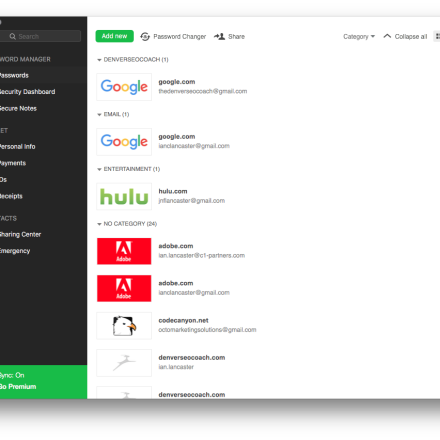 Search
Add new
Password Changer
Share
Category
Collapse all
WORD MANAGER
Passwords
Security Dashboard
Secure Notes
ET
Personal Info
Payments
IDs
Receipts
TACTS
Sharing Center
Emergency
Sync: On
Go Premium
DENVERSEOCOACH (1)
Google
google.com
thedenverseocoach@gmail.com
EMAIL (1)
Google
google.com
ianclancaster@gmail.com
ENTERTAINMENT (1)
hulu
hulu.com
jnflancaster@gmail.com
NO CATEGORY (24)
Adobe
adobe.com
ian.lancaster@c1-partners.com
Adobe
adobe.com
ianclancaster@gmail.com
codecanyon.net
octomarketingsolutions@gmail.com
denverseocoach.com
ian.lancaster
denverseocoach.com